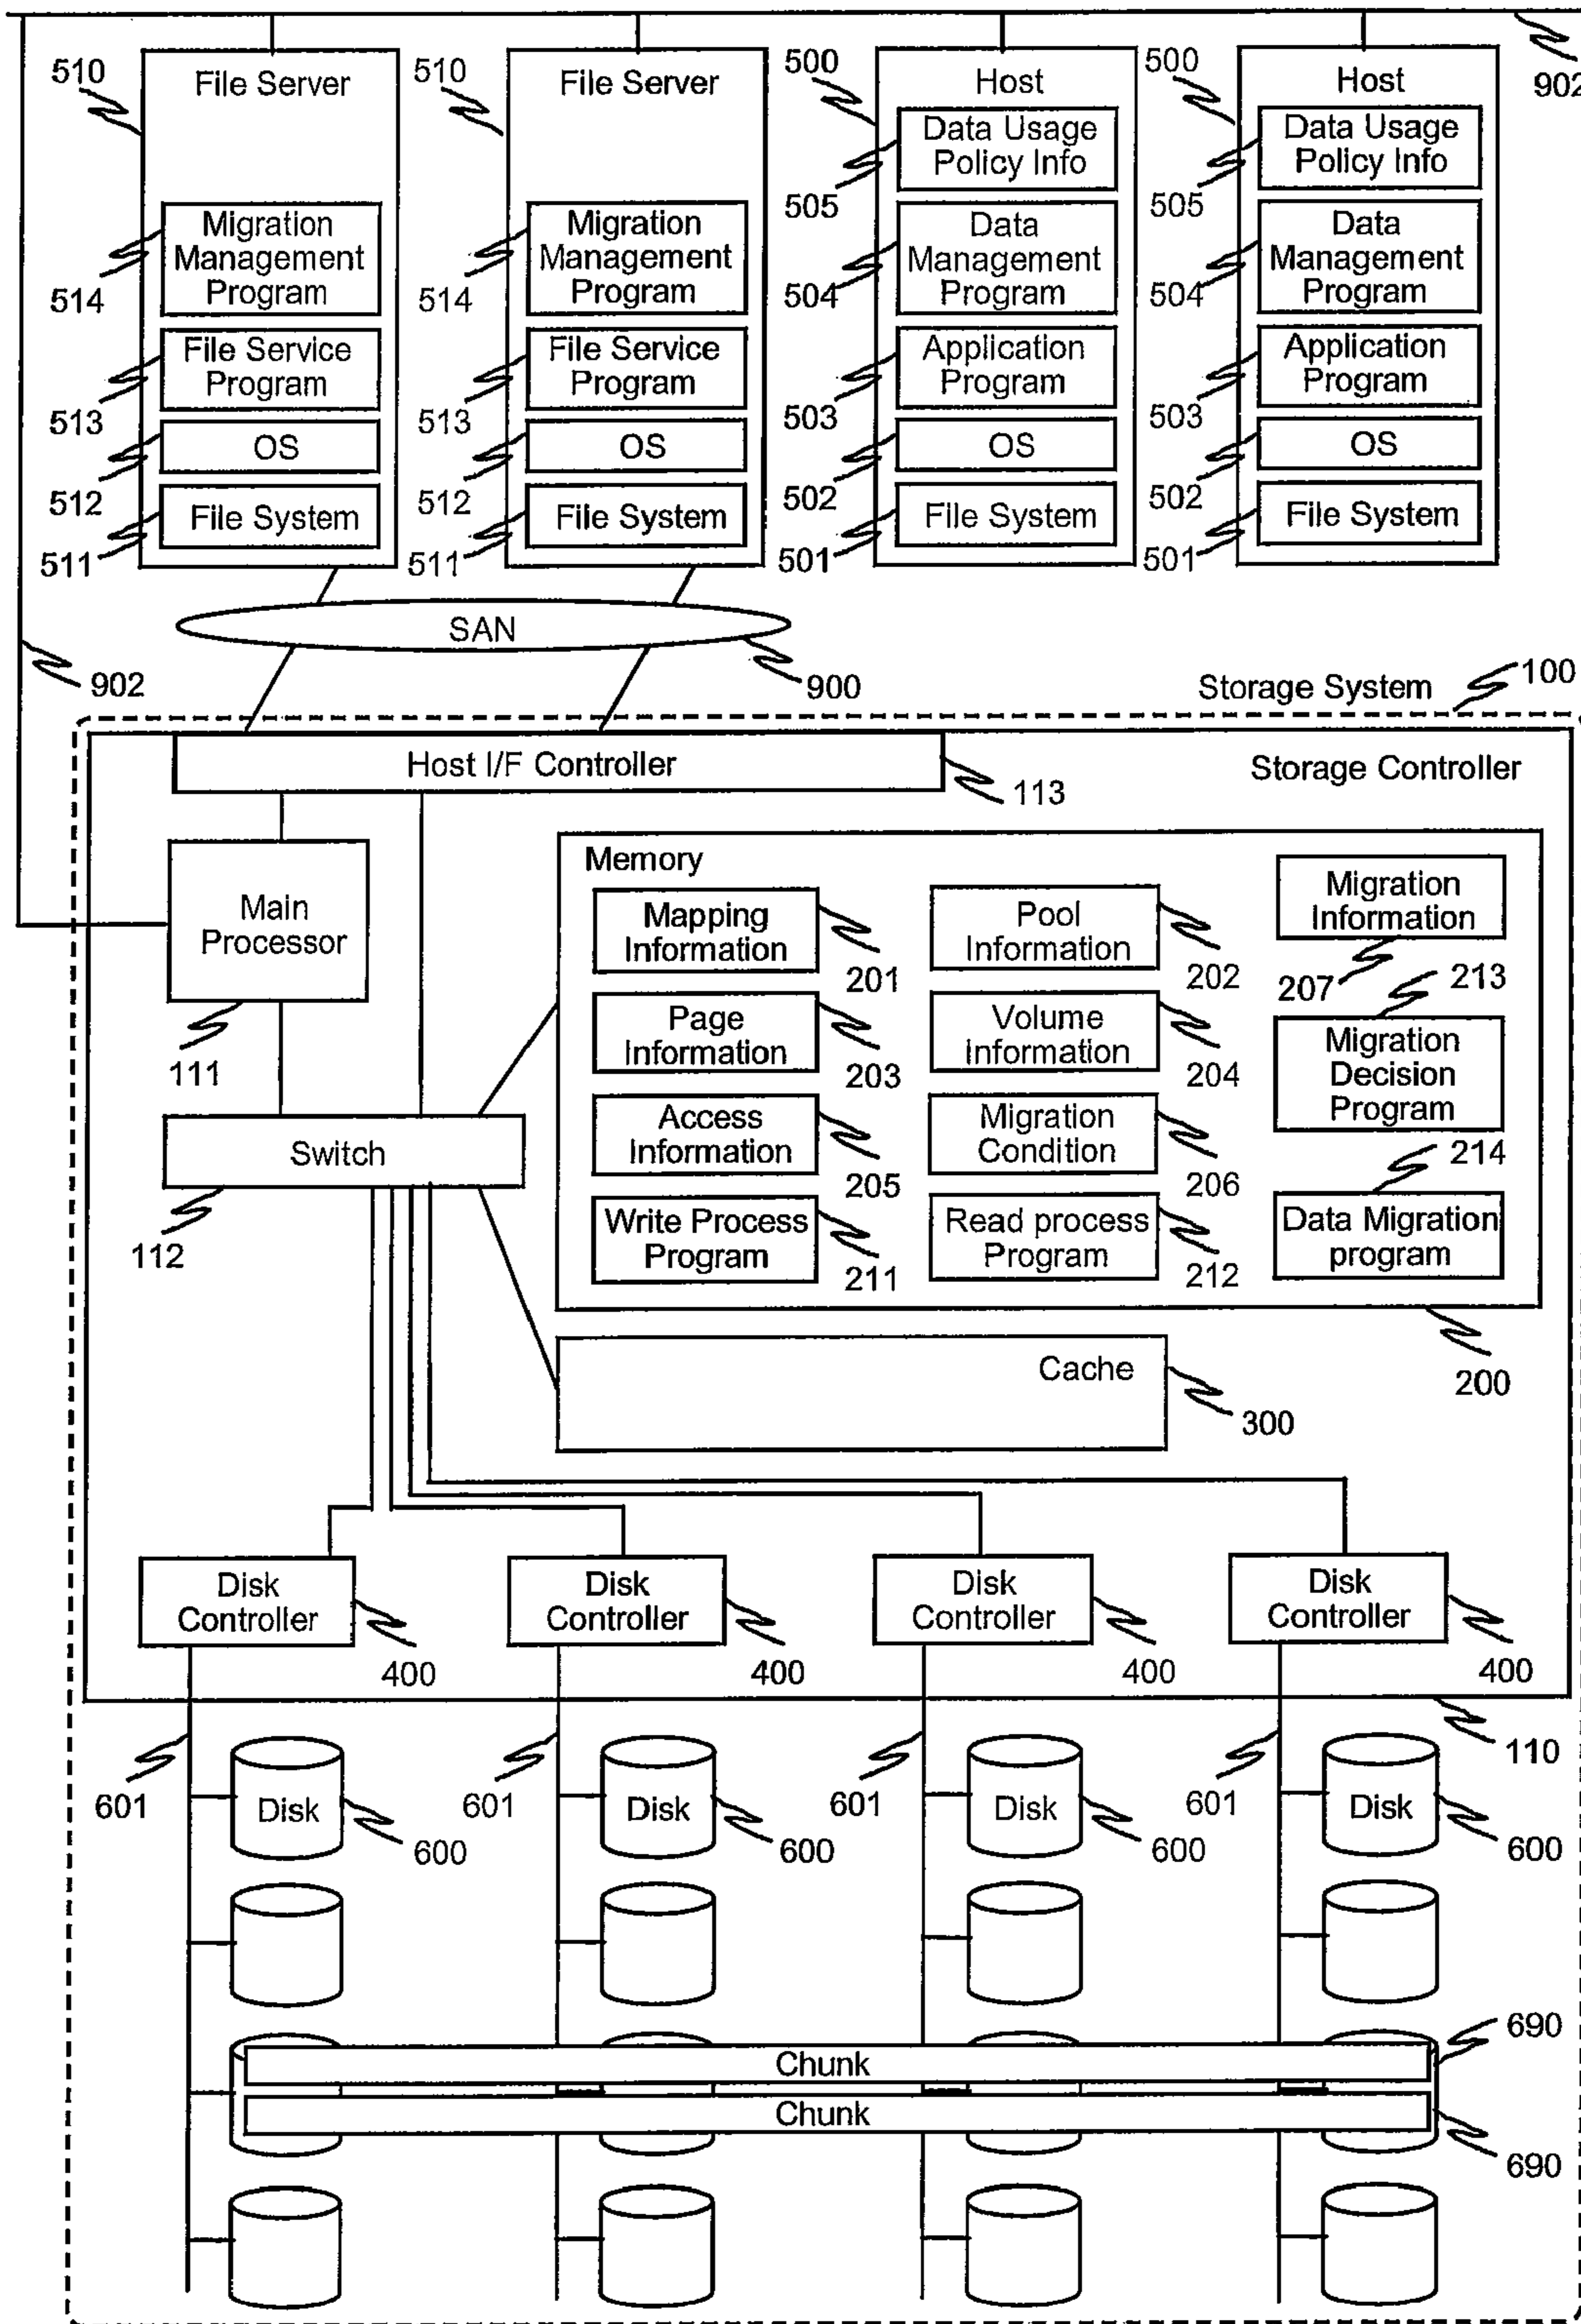 902
510
File Server
Migration
Management
Program
514
File Service
Program
513
OS
512
File System
511
510
File Server
Migration
Management
Program
514
File Service
Program
513
OS
512
File System
511
500
Host
Data Usage
Policy Info
505
Data
Management
Program
504
Application
Program
503
OS
502
File System
501
500
Host
Data Usage
Policy Info
505
Data
Management
Program
504
Application
Program
503
OS
502
File System
501
SAN
902
900
Storage System
100
Host I/F Controller
113
Storage Controller
Main
Processor
111
Switch
112
Memory
Mapping
Information
201
Pool
Information
202
Migration
Information
207
213
Page
Information
203
Volume
Information
204
Migration
Decision
Program
Access
Information
205
Migration
Condition
206
214
Write Process
Program
211
Read process
Program
212
Data Migration
program
200
Cache
300
Disk
Controller
400
Disk
Controller
400
Disk
Controller
400
Disk
Controller
400
110
601
Disk
600
601
Disk
600
601
Disk
600
601
Disk
600
690
Chunk
Chunk
690